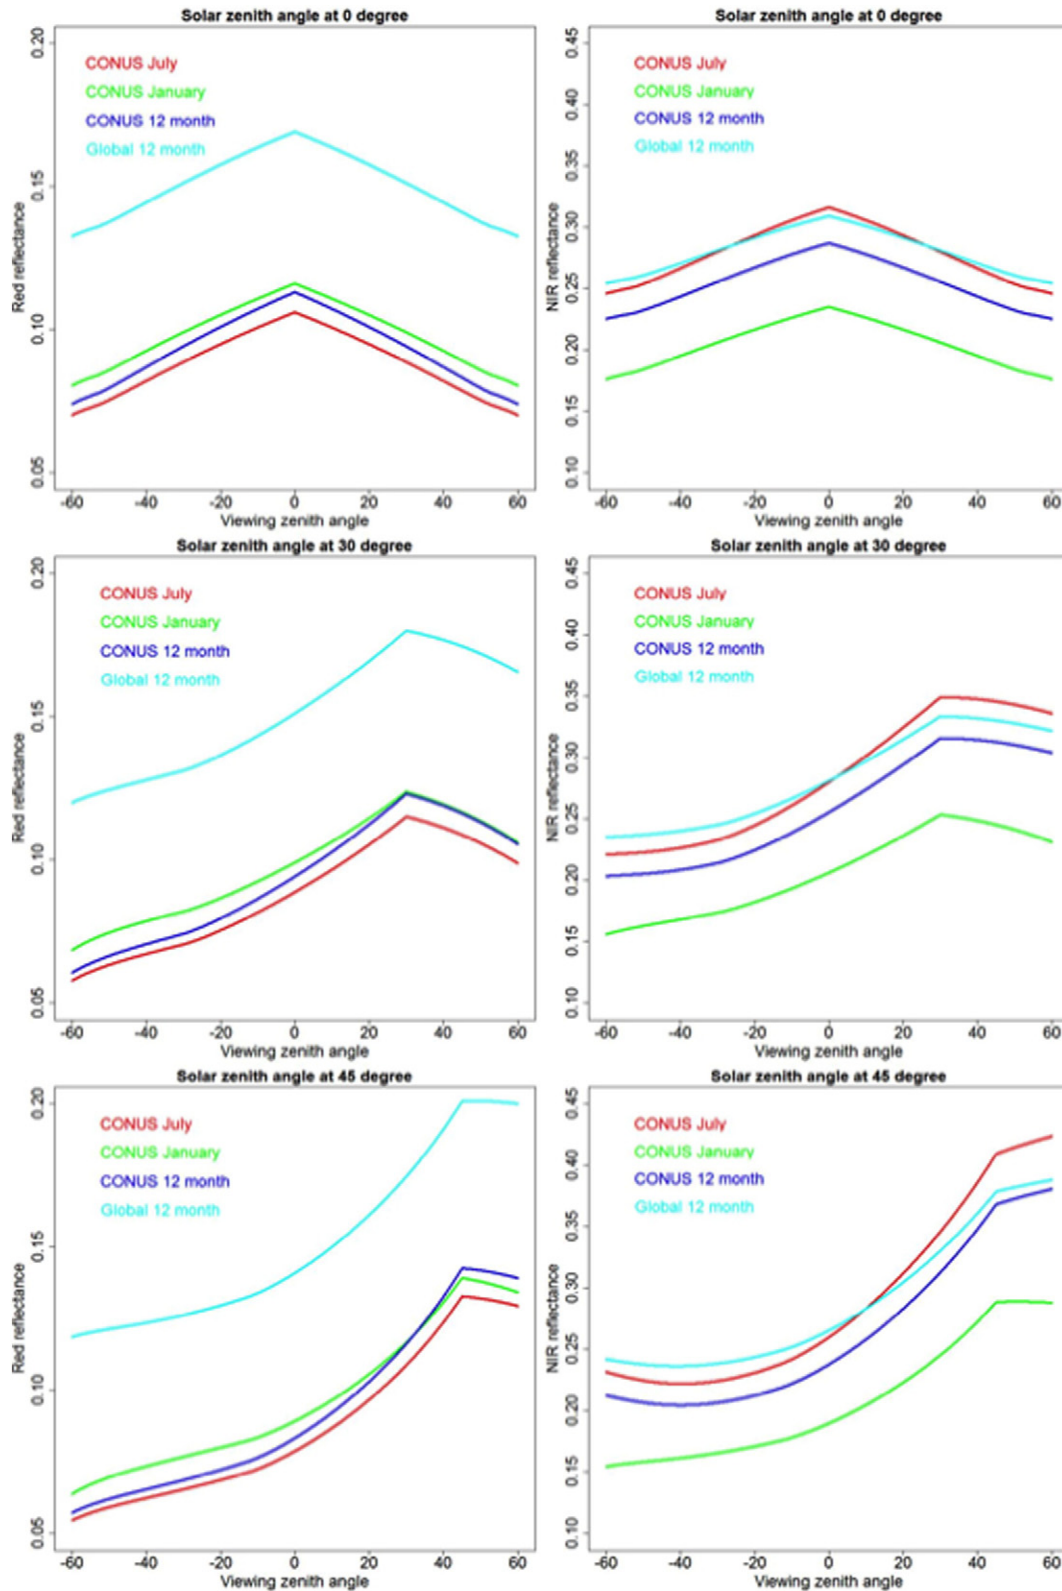 Solar zenith angle at 0 degree
CONUS July
CONUS January
CONUS 12 month
Global 12 month
Red reflectance
0.20
0.15
0.10
0.05
-60 -40 -20 0 20 40 60
Viewing zenith angle
Solar zenith angle at 0 degree
CONUS July
CONUS January
CONUS 12 month
Global 12 month
NIR reflectance
0.45
0.40
0.35
0.30
0.25
0.20
0.15
0.10
-60 -40 -20 0 20 40 60
Viewing zenith angle
Solar zenith angle at 30 degree
CONUS July
CONUS January
CONUS 12 month
Global 12 month
Red reflectance
0.20
0.15
0.10
0.05
-60 -40 -20 0 20 40 60
Viewing zenith angle
Solar zenith angle at 30 degree
CONUS July
CONUS January
CONUS 12 month
Global 12 month
NIR reflectance
0.45
0.40
0.35
0.30
0.25
0.20
0.15
0.10
-60 -40 -20 0 20 40 60
Viewing zenith angle
Solar zenith angle at 45 degree
CONUS July
CONUS January
CONUS 12 month
Global 12 month
Red reflectance
0.20
0.15
0.10
0.05
-60 -40 -20 0 20 40 60
Viewing zenith angle
Solar zenith angle at 45 degree
CONUS July
CONUS January
CONUS 12 month
Global 12 month
NIR reflectance
0.45
0.40
0.35
0.30
0.25
0.20
0.15
0.10
-60 -40 -20 0 20 40 60
Viewing zenith angle